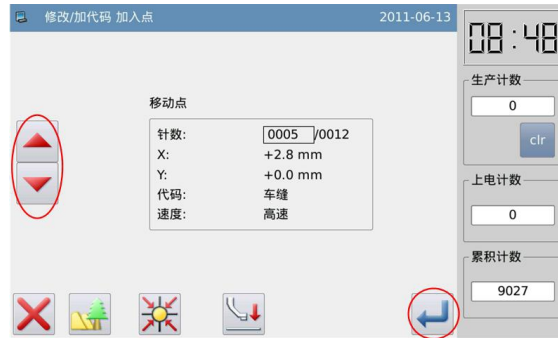 修改/加代码 加入点 2011-06-13
08:48
生产计数
0
clr
上电计数
0
累积计数
9027
移动点
针数: 0005 /0012
X: +2.8 mm
Y: +0.0 mm
代码: 车缝
速度: 高速